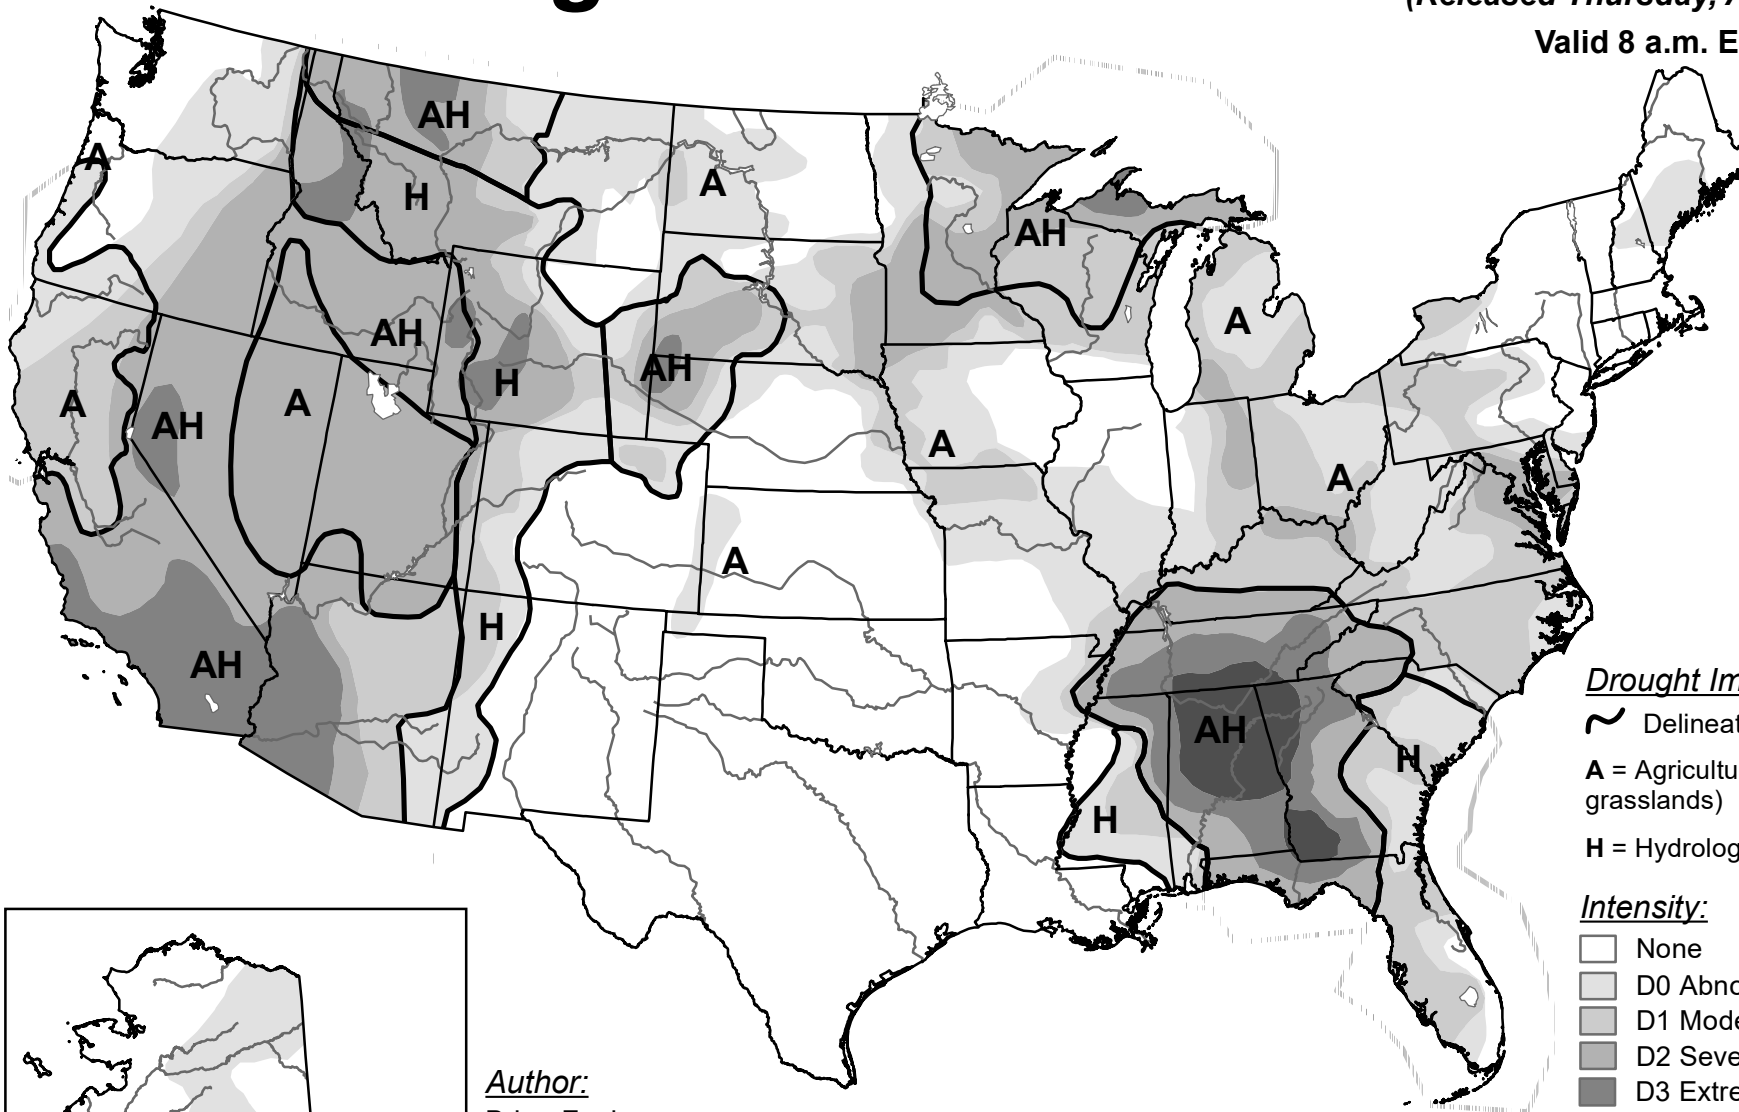 g
(Released Thursday, A
Valid 8 a.m. E
AH
A
H
A
AH
A
AH
A
AH
A
AH
H
AH
A
A
A
H
AH
AH
H
H
Drought Im
Delineat
A = Agricultu
grasslands)
H = Hydrolog
Intensity:
None
D0 Abno
D1 Mode
D2 Seve
D3 Extre
Author: